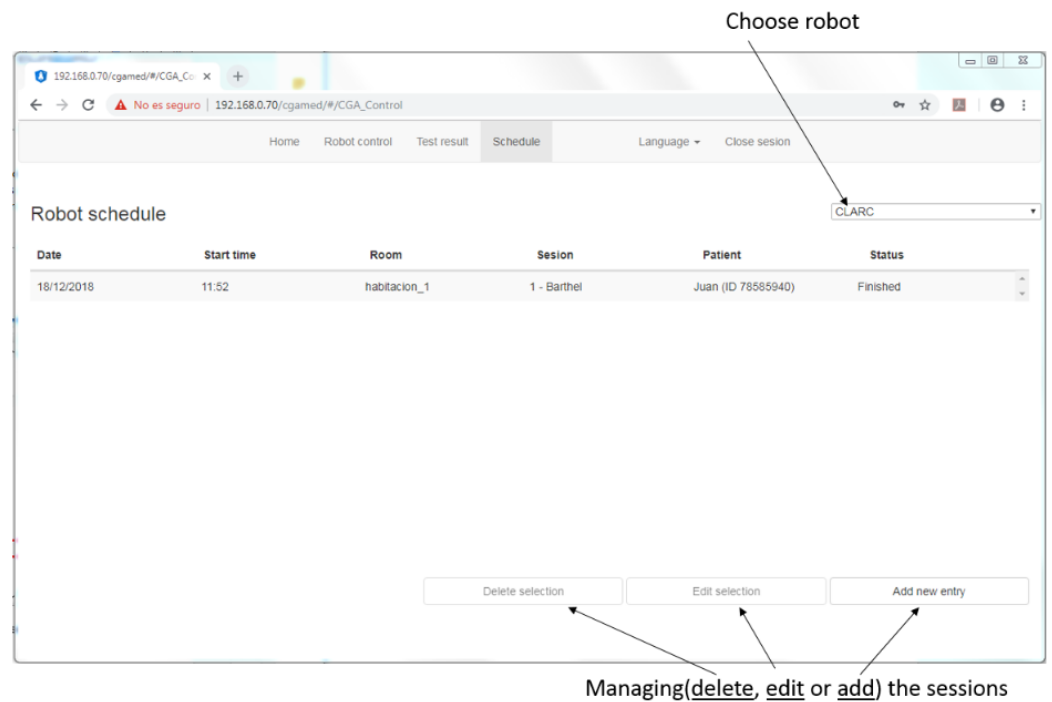 Choose robot
192.168.0.70/cgamed/#/CGA_Co
No es seguro | 192.168.0.70/cgamed/#/CGA_Control
Home Robot control Test result Schedule Language Close sesion
Robot schedule
CLARC
Date Start time Room Sesion Patient Status
18/12/2018 11:52 habitacion_1 1 - Barthel Juan (ID 78585940) Finished
Delete selection Edit selection Add new entry
Managing(delete, edit or add) the sessions